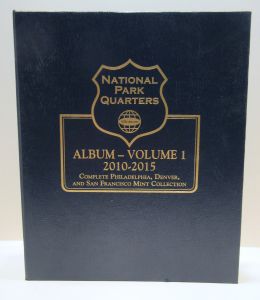 NATIONAL
PARK
QUARTERS
ALBUM – VOLUME 1
2010-2015
COMPLETE PHILADELPHIA, DENVER,
AND SAN FRANCISCO MINT COLLECTION